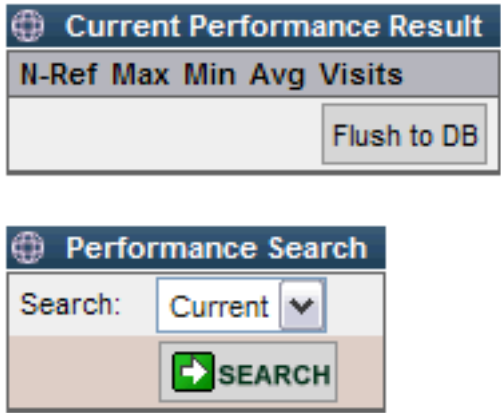 Current Performance Result
N-Ref Max Min Avg Visits
Flush to DB
Performance Search
Search: Current
SEARCH